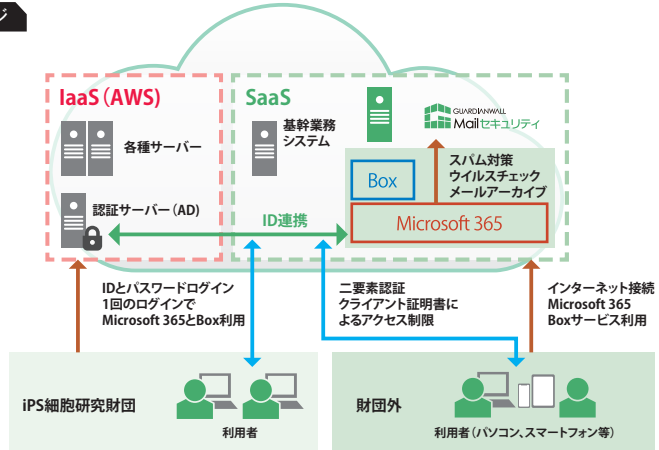 ジ
IaaS（AWS）
各種サーバー
認証サーバー（AD）
SaaS
基幹業務
システム
GUARDIANWALL
Mailセキュリティ
スパム対策
ウイルスチェック
メールアーカイブ
Box
Microsoft 365
ID連携
IDとパスワードログイン
1回のログインで
Microsoft 365とBox利用
二要素認証
クライアント証明書に
よるアクセス制限
インターネット接続
Microsoft 365
Boxサービス利用
iPS細胞研究財団
利用者
財団外
利用者（パソコン、スマートフォン等）